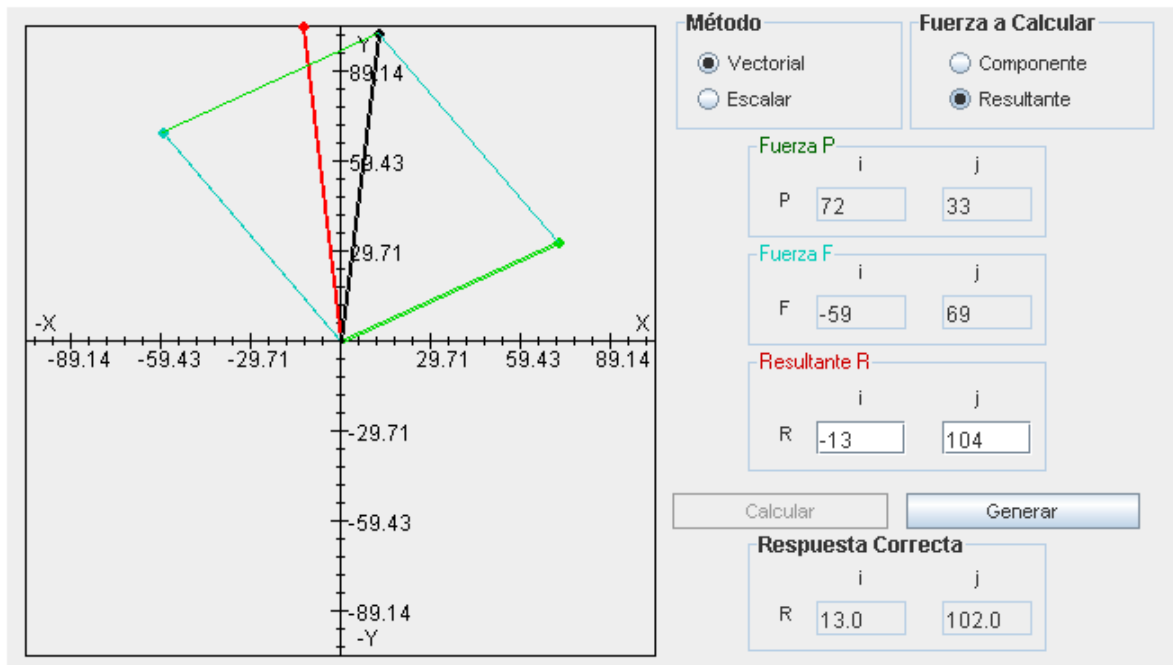 Y
89.14
59.43
29.71
-X
X
-89.14 -59.43 -29.71 29.71 59.43 89.14
-29.71
-59.43
-89.14
-Y
Método
Vectorial
Escalar
Fuerza a Calcular
Componente
Resultante
Fuerza P
i j
P 72 33
Fuerza F
i j
F -59 69
Resultante R
i j
R -13 104
Calcular Generar
Respuesta Correcta
i j
R 13.0 102.0